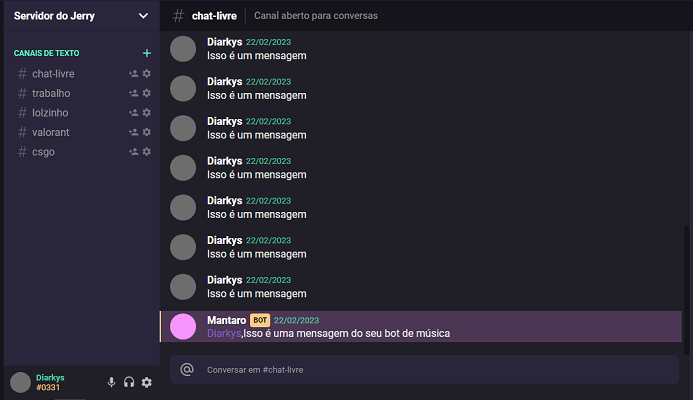 Servidor do Jerry
CANAIS DE TEXTO +
# chat-livre
# trabalho
# lolzinho
# valorant
# csgo
Diarkys
#0331
# chat-livre Canal aberto para conversas
Diarkys 22/02/2023
Isso é um mensagem
Diarkys 22/02/2023
Isso é um mensagem
Diarkys 22/02/2023
Isso é um mensagem
Diarkys 22/02/2023
Isso é um mensagem
Diarkys 22/02/2023
Isso é um mensagem
Diarkys 22/02/2023
Isso é um mensagem
Diarkys 22/02/2023
Isso é um mensagem
Mantaro BOT 22/02/2023
Diarkys,Isso é uma mensagem do seu bot de música
@ Conversar em #chat-livre